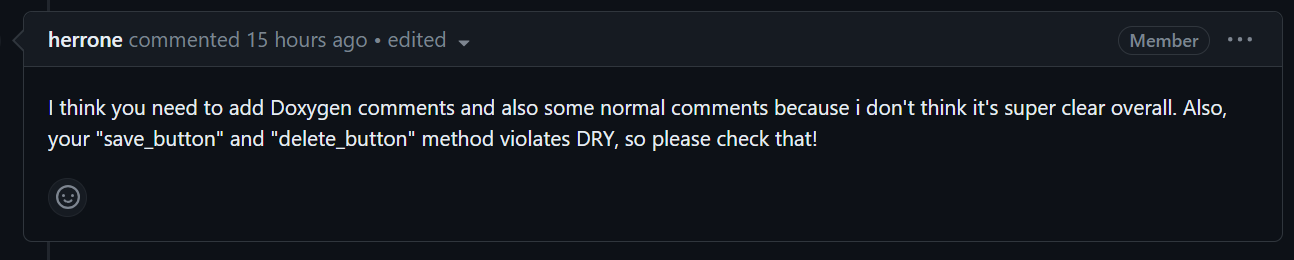 herrone commented 15 hours ago • edited
Member
I think you need to add Doxygen comments and also some normal comments because i don't think it's super clear overall. Also,
your "save_button" and "delete_button" method violates DRY, so please check that!